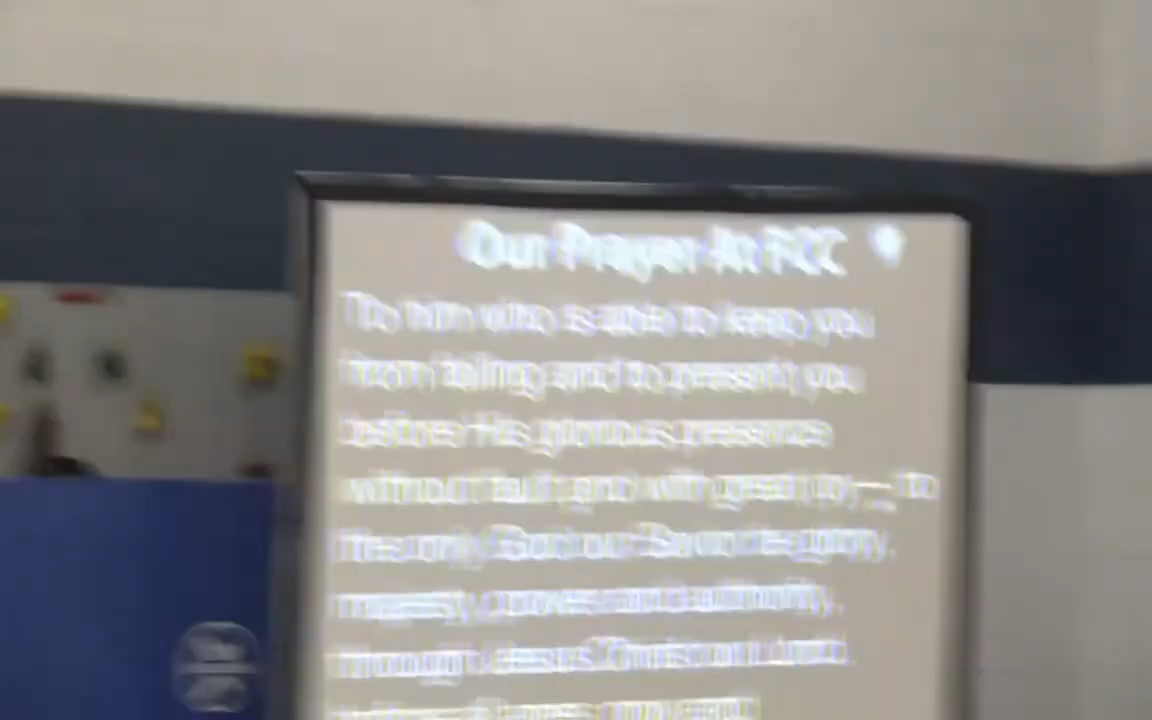 Our Prayer At FCC
To him who is able to keep you
from falling and to present you
before His glorious presence
without fault and with great joy — to
the only God our Savior be glory,
majesty, power and authority,
through Jesus Christ our Lord